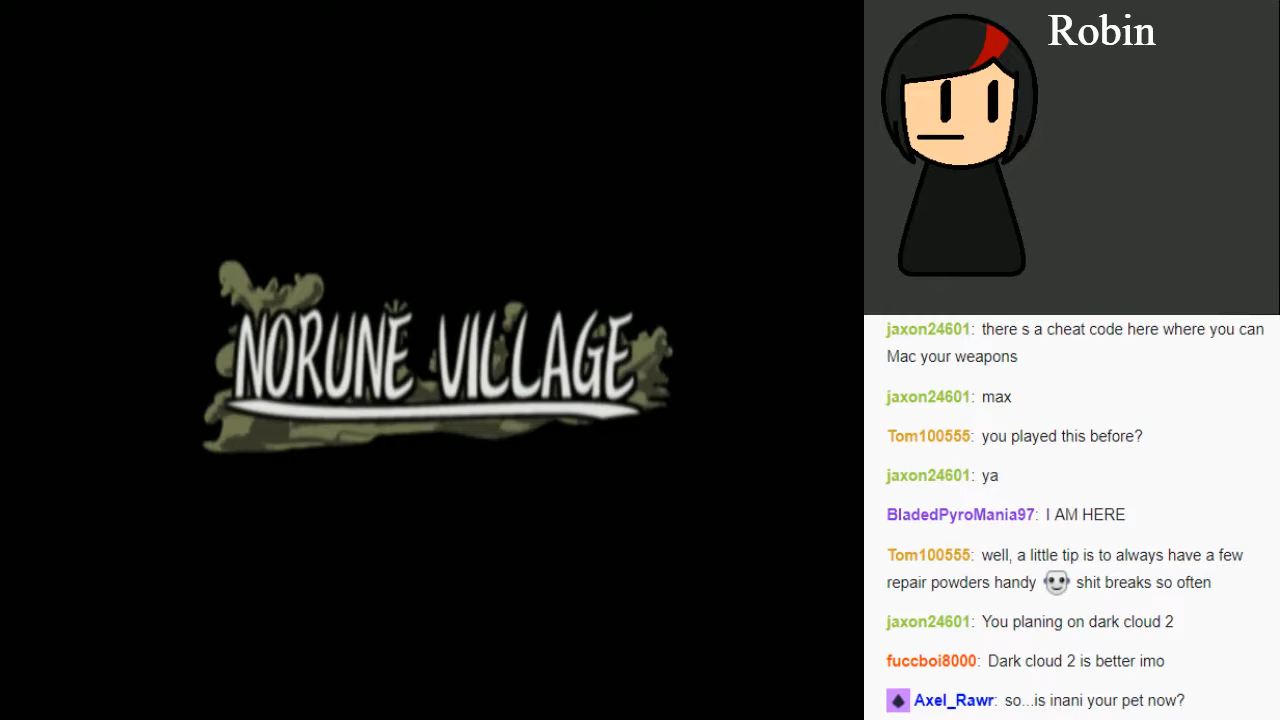 NORUNE VILLAGE
Robin
jaxon24601: there s a cheat code here where you can
Mac your weapons
jaxon24601: max
Tom100555: you played this before?
jaxon24601: ya
BladedPyroMania97: I AM HERE
Tom100555: well, a little tip is to always have a few
repair powders handy shit breaks so often
jaxon24601: You planing on dark cloud 2
fuccboi8000: Dark cloud 2 is better imo
Axel_Rawr: so...is inani your pet now?